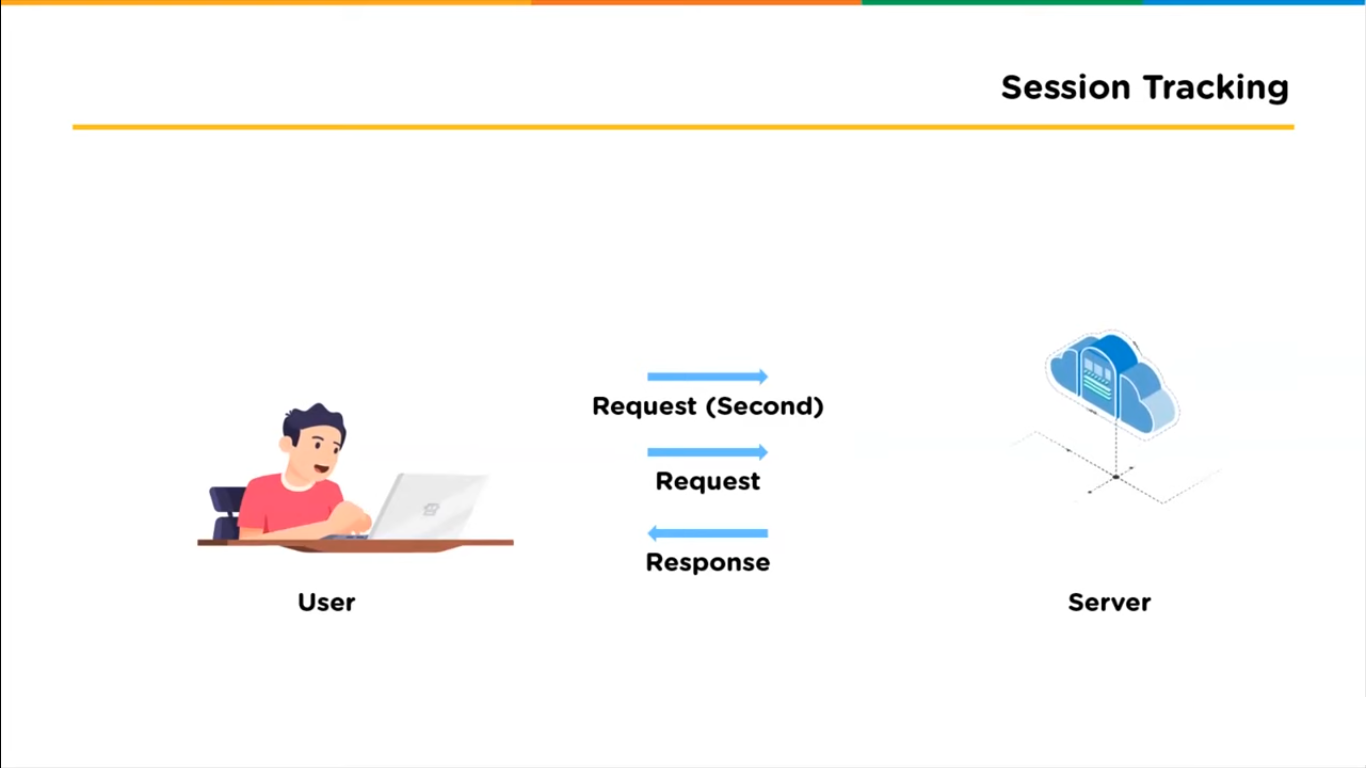 Session Tracking
Request (Second)
Request
Response
User
Server